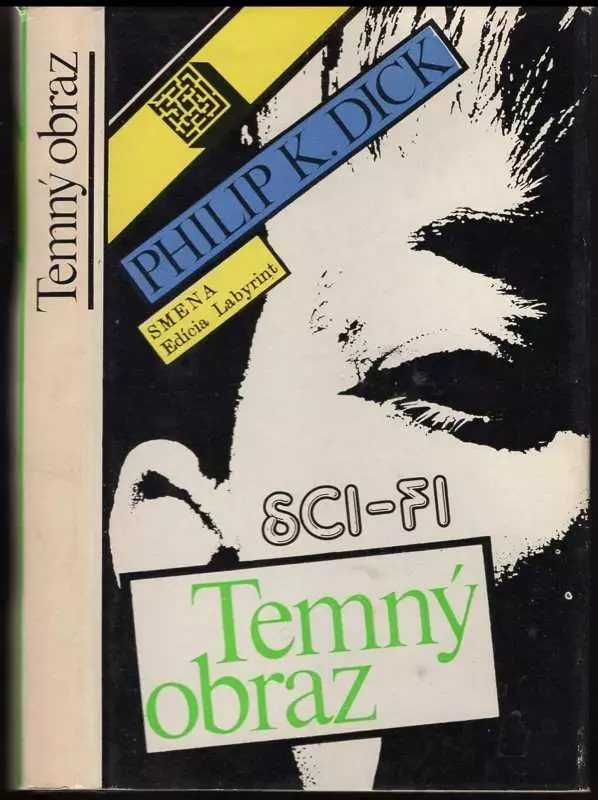 Temný obraz
PHILIP K. DICK
SMENA
Edícia Labyrint
SCI-FI
Temný
obraz